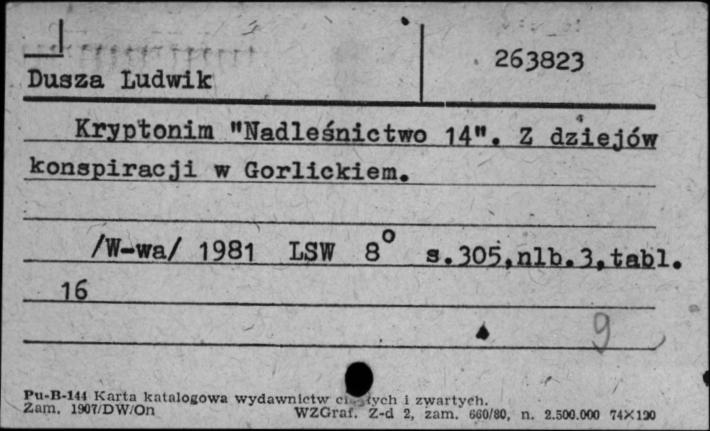 263823
Dusza Ludwik
Kryptonim "Nadleśnictwo 14". Z dziejów
konspiracji w Gorlickiem.
/W-wa/ 1981 LSW 8° s.305,nlb.3,tabl.
16
9
Pu-B-144 Karta katalogowa wydawnictw i zwartych.
Zam. 1907/DW/On WZGraf. Z-d 2, zam. 660/80, n. 2.500.000 74×120